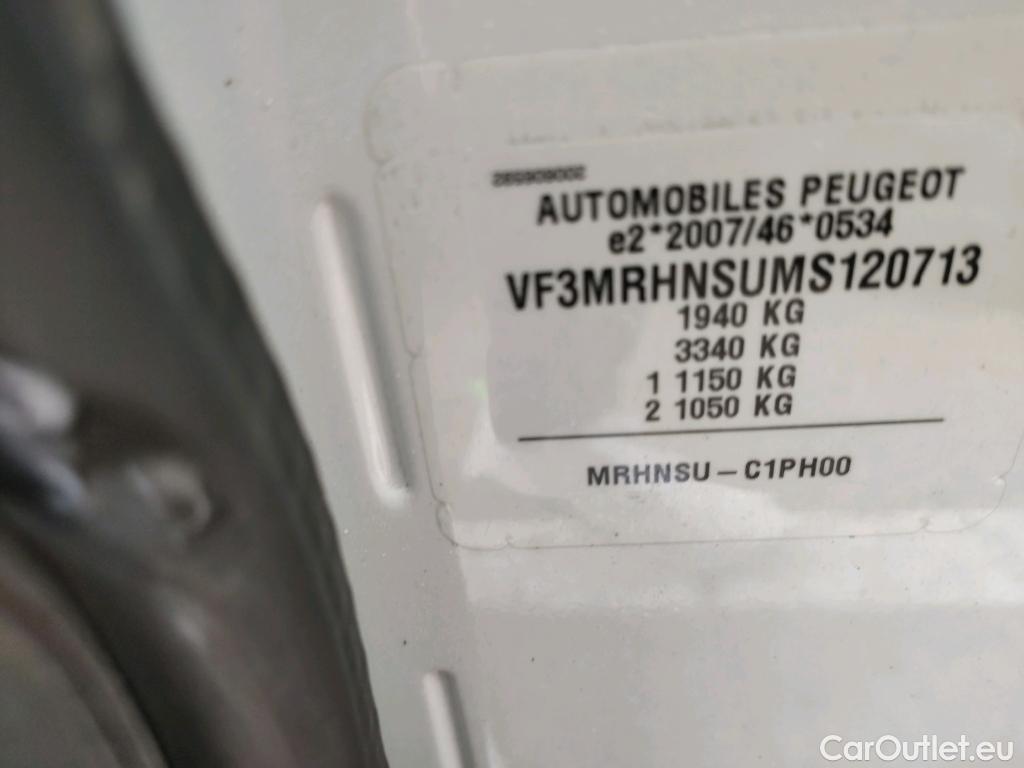 AUTOMOBILES PEUGEOT
e2*2007/46*0534
VF3MRHNSUMS120713
1940 KG
3340 KG
1 1150 KG
2 1050 KG
MRHNSU – C1PH00
CarOutlet.eu